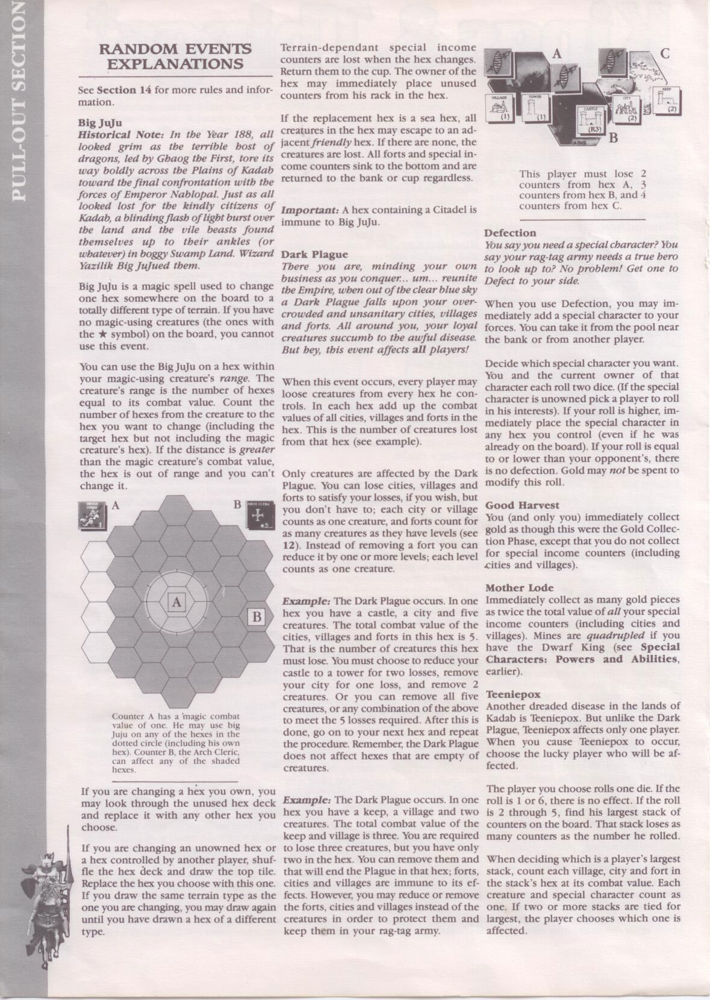 PULL-OUT SECTION
RANDOM EVENTS
EXPLANATIONS
See Section 14 for more rules and infor-
mation.
Big JuJu
Historical Note: In the Year 188, all
looked grim as the terrible host of
dragons, led by Ghaog the First, tore its
way boldly across the Plains of Kadab
toward the final confrontation with the
forces of Emperor Nablopal. Just as all
looked lost for the kindly citizens of
Kadab, a blinding flash of light burst over
the land and the vile beasts found
themselves up to their ankles (or
whatever) in boggy Swamp Land. Wizard
Yazilik Big JuJued them.
Big JuJu is a magic spell used to change
one hex somewhere on the board to a
totally different type of terrain. If you have
no magic-using creatures (the ones with
the ★ symbol) on the board, you cannot
use this event.
You can use the Big JuJu on a hex within
your magic-using creature's range. The
creature's range is the number of hexes
equal to its combat value. Count the
number of hexes from the creature to the
hex you want to change (including the
target hex but not including the magic
creature's hex). If the distance is greater
than the magic creature's combat value,
the hex is out of range and you can't
change it.
A
B
ARCH CLERIC
★5
1
A
B
Counter A has a magic combat
value of one. He may use big
Juju on any of the hexes in the
dotted circle (including his own
hex). Counter B, the Arch Cleric,
can affect any of the shaded
hexes.
If you are changing a hex you own, you
may look through the unused hex deck
and replace it with any other hex you
choose.
If you are changing an unowned hex or
a hex controlled by another player, shuf-
fle the hex deck and draw the top tile.
Replace the hex you choose with this one.
If you draw the same terrain type as the
one you are changing, you may draw again
until you have drawn a hex of a different
type.
Terrain-dependant special income
counters are lost when the hex changes.
Return them to the cup. The owner of the
hex may immediately place unused
counters from his rack in the hex.
If the replacement hex is a sea hex, all
creatures in the hex may escape to an ad-
jacent friendly hex. If there are none, the
creatures are lost. All forts and special in-
come counters sink to the bottom and are
returned to the bank or cup regardless.
Important: A hex containing a Citadel is
immune to Big JuJu.
Dark Plague
There you are, minding your own
business as you conquer... um... reunite
the Empire, when out of the clear blue sky
a Dark Plague falls upon your over-
crowded and unsanitary cities, villages
and forts. All around you, your loyal
creatures succumb to the awful disease.
But hey, this event affects all players!
When this event occurs, every player may
loose creatures from every hex he con-
trols. In each hex add up the combat
values of all cities, villages and forts in the
hex. This is the number of creatures lost
from that hex (see example).
Only creatures are affected by the Dark
Plague. You can lose cities, villages and
forts to satisfy your losses, if you wish, but
you don't have to; each city or village
counts as one creature, and forts count for
as many creatures as they have levels (see
12). Instead of removing a fort you can
reduce it by one or more levels; each level
counts as one creature.
Example: The Dark Plague occurs. In one
hex you have a castle, a city and five
creatures. The total combat value of the
cities, villages and forts in this hex is 5.
That is the number of creatures this hex
must lose. You must choose to reduce your
castle to a tower for two losses, remove
your city for one loss, and remove 2
creatures. Or you can remove all five
creatures, or any combination of the above
to meet the 5 losses required. After this is
done, go on to your next hex and repeat
the procedure. Remember, the Dark Plague
does not affect hexes that are empty of
creatures.
Example: The Dark Plague occurs. In one
hex you have a keep, a village and two
creatures. The total combat value of the
keep and village is three. You are required
to lose three creatures, but you have only
two in the hex. You can remove them and
that will end the Plague in that hex; forts,
cities and villages are immune to its ef-
fects. However, you may reduce or remove
the forts, cities and villages instead of the
creatures in order to protect them and
keep them in your rag-tag army.
A
C
VILLAGE
(1)
TOWER
(1)
CASTLE
(R3)
CITY
(2)
KEEP
(2)
B
This player must lose 2
counters from hex A, 3
counters from hex B, and 4
counters from hex C.
Defection
You say you need a special character? You
say your rag-tag army needs a true hero
to look up to? No problem! Get one to
Defect to your side.
When you use Defection, you may im-
mediately add a special character to your
forces. You can take it from the pool near
the bank or from another player.
Decide which special character you want.
You and the current owner of that
character each roll two dice. (If the special
character is unowned pick a player to roll
in his interests). If your roll is higher, im-
mediately place the special character in
any hex you control (even if he was
already on the board). If your roll is equal
to or lower than your opponent's, there
is no defection. Gold may not be spent to
modify this roll.
Good Harvest
You (and only you) immediately collect
gold as though this were the Gold Collec-
tion Phase, except that you do not collect
for special income counters (including
cities and villages).
Mother Lode
Immediately collect as many gold pieces
as twice the total value of all your special
income counters (including cities and
villages). Mines are quadrupled if you
have the Dwarf King (see Special
Characters: Powers and Abilities,
earlier).
Teeniepox
Another dreaded disease in the lands of
Kadab is Teeniepox. But unlike the Dark
Plague, Teeniepox affects only one player.
When you cause Teeniepox to occur,
choose the lucky player who will be af-
fected.
The player you choose rolls one die. If the
roll is 1 or 6, there is no effect. If the roll
is 2 through 5, find his largest stack of
counters on the board. That stack loses as
many counters as the number he rolled.
When deciding which is a player's largest
stack, count each village, city and fort in
the stack's hex at its combat value. Each
creature and special character count as
one. If two or more stacks are tied for
largest, the player chooses which one is
affected.